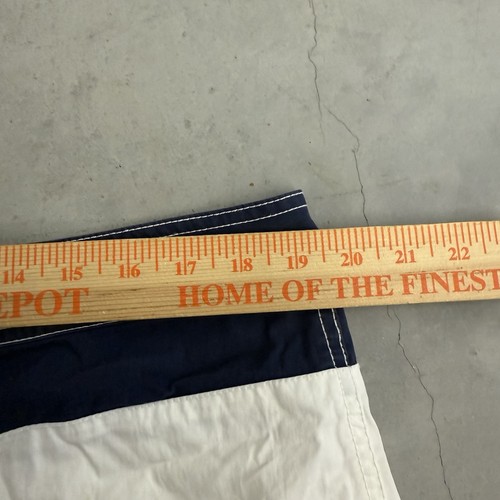 14 15 16 17 18 19 20 21 22
EPOT HOME OF THE FINEST